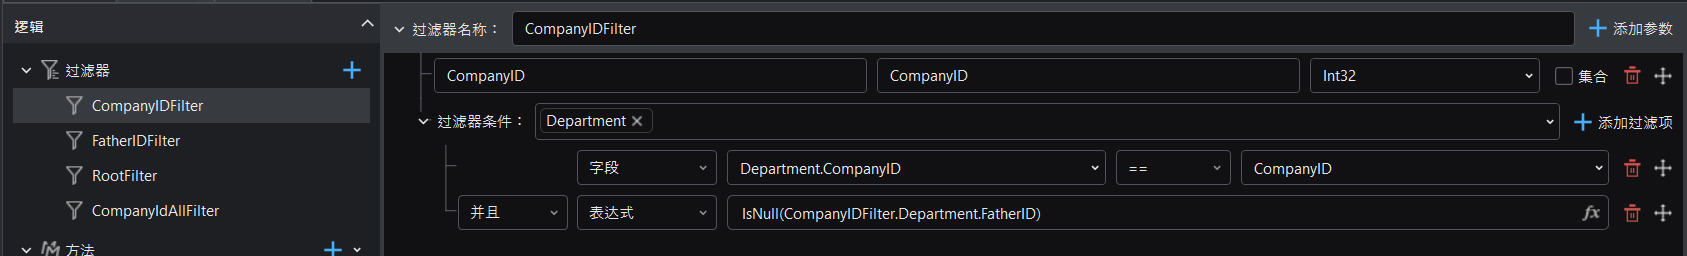 逻辑
过滤器
CompanyIDFilter
FatherIDFilter
RootFilter
CompanyIdAllFilter
方法
过滤器名称： CompanyIDFilter 添加参数
CompanyID CompanyID Int32 集合
过滤器条件： Department 添加过滤项
字段 Department.CompanyID == CompanyID
并且 表达式 IsNull(CompanyIDFilter.Department.FatherID) fx